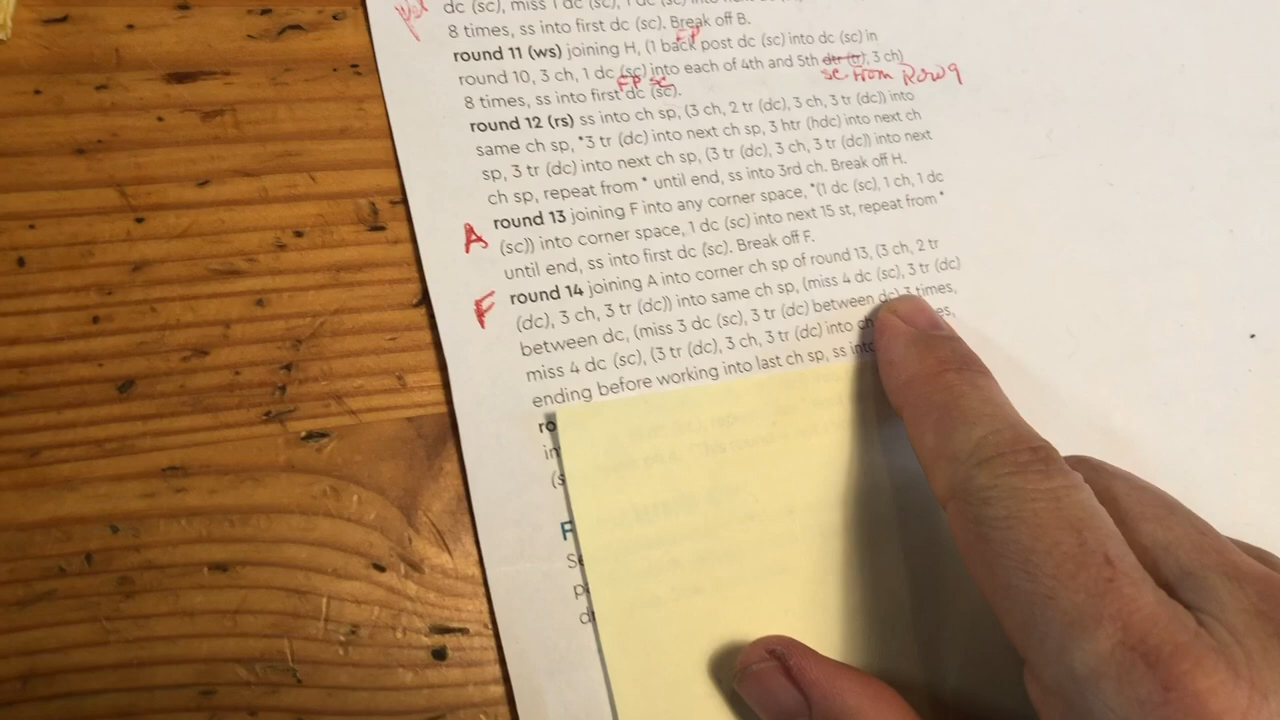 dc (sc), miss 1 dc (sc), 1 dc (sc) into
8 times, ss into first dc (sc). Break off B.
FP
round 11 (ws) joining H, (1 back post dc (sc) into dc (sc) in
round 10, 3 ch, 1 dc (sc) into each of 4th and 5th dtr (tr), 3 ch)
FP sc
sc From Row 9
8 times, ss into first dc (sc).
round 12 (rs) ss into ch sp, (3 ch, 2 tr (dc), 3 ch, 3 tr (dc)) into
same ch sp, *3 tr (dc) into next ch sp, 3 htr (hdc) into next ch
sp, 3 tr (dc) into next ch sp, (3 tr (dc), 3 ch, 3 tr (dc)) into next
ch sp, repeat from * until end, ss into 3rd ch. Break off H.
A
round 13 joining F into any corner space, *(1 dc (sc), 1 ch, 1 dc
(sc)) into corner space, 1 dc (sc) into next 15 st, repeat from *
until end, ss into first dc (sc). Break off F.
F
round 14 joining A into corner ch sp of round 13, (3 ch, 2 tr
(dc), 3 ch, 3 tr (dc)) into same ch sp, (miss 4 dc (sc), 3 tr (dc)
between dc, (miss 3 dc (sc), 3 tr (dc) between dc) 3 times,
miss 4 dc (sc), (3 tr (dc), 3 ch, 3 tr (dc) into ch
ending before working into last ch sp, ss into
ro
in
(s
F